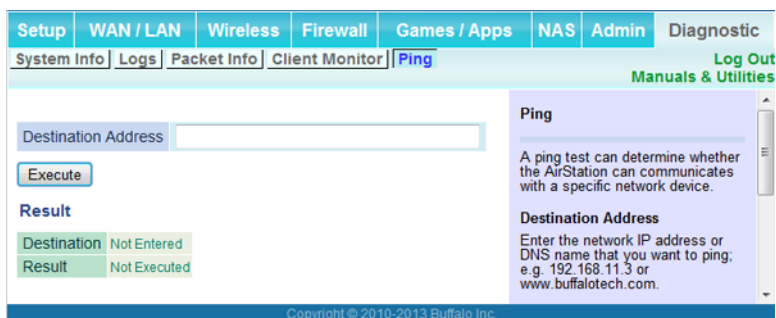 Setup WAN / LAN Wireless Firewall Games / Apps NAS Admin Diagnostic
System Info Logs Packet Info Client Monitor Ping
Log Out
Manuals & Utilities
Destination Address
Execute
Result
Destination Not Entered
Result Not Executed
Ping
A ping test can determine whether
the AirStation can communicates
with a specific network device.
Destination Address
Enter the network IP address or
DNS name that you want to ping;
e.g. 192.168.11.3 or
www.buffalotech.com.
Copyright © 2010-2013 Buffalo Inc.